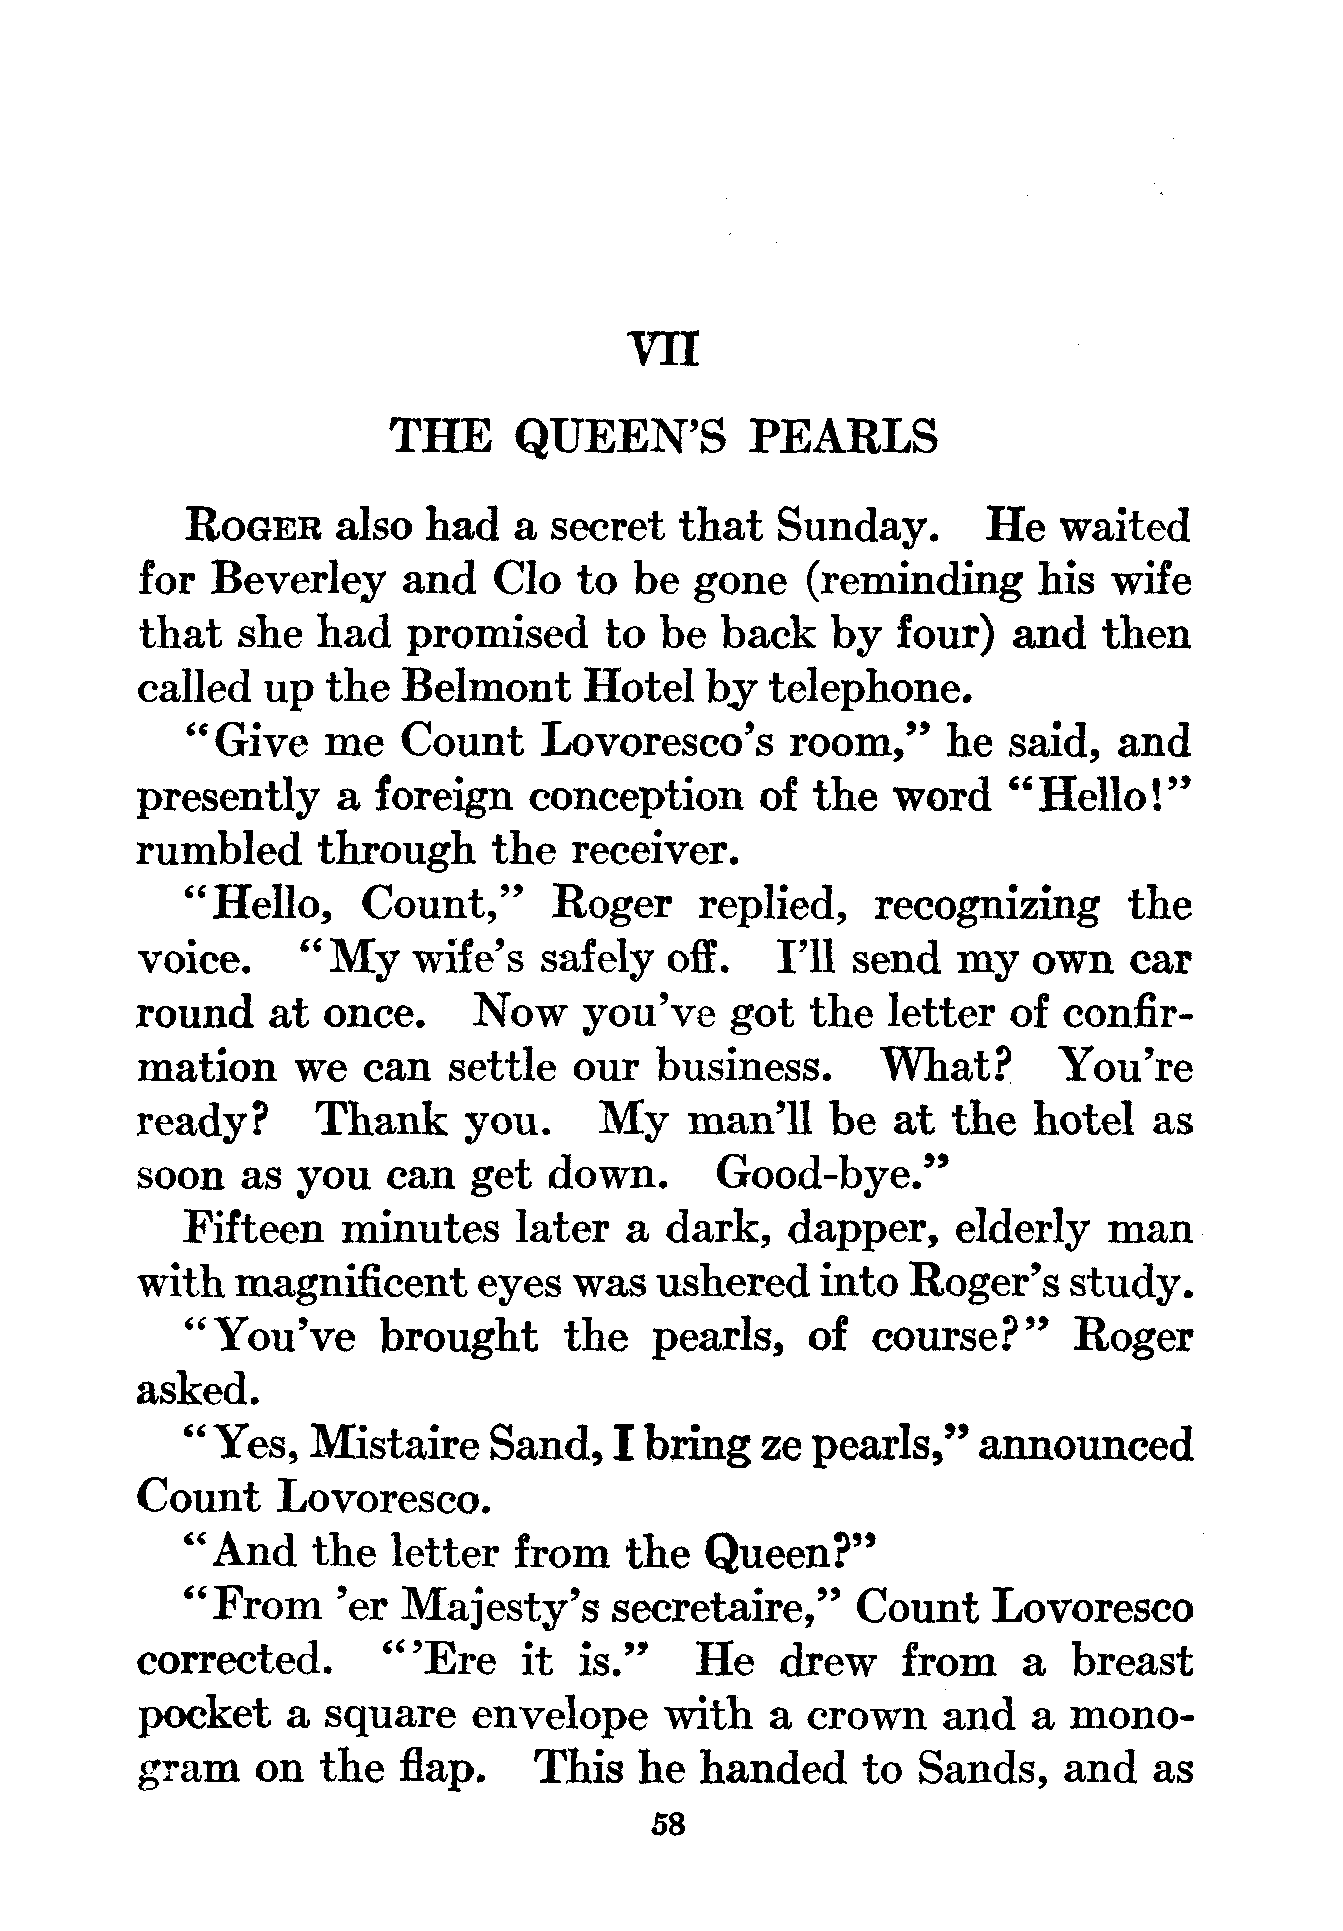 VII
THE QUEEN'S PEARLS
ROGER also had a secret that Sunday. He waited
for Beverley and Clo to be gone (reminding his wife
that she had promised to be back by four) and then
called up the Belmont Hotel by telephone.
"Give me Count Lovoresco's room," he said, and
presently a foreign conception of the word "Hello!"
rumbled through the receiver.
"Hello, Count," Roger replied, recognizing the
voice. "My wife's safely off. I'll send my own car
round at once. Now you've got the letter of confir-
mation we can settle our business. What? You're
ready? Thank you. My man'll be at the hotel as
soon as you can get down. Good-bye."
Fifteen minutes later a dark, dapper, elderly man
with magnificent eyes was ushered into Roger's study.
"You've brought the pearls, of course?" Roger
asked.
"Yes, Mistaire Sand, I bring ze pearls," announced
Count Lovoresco.
"And the letter from the Queen?"
"From 'er Majesty's secretaire," Count Lovoresco
corrected. "'Ere it is." He drew from a breast
pocket a square envelope with a crown and a mono-
gram on the flap. This he handed to Sands, and as
58